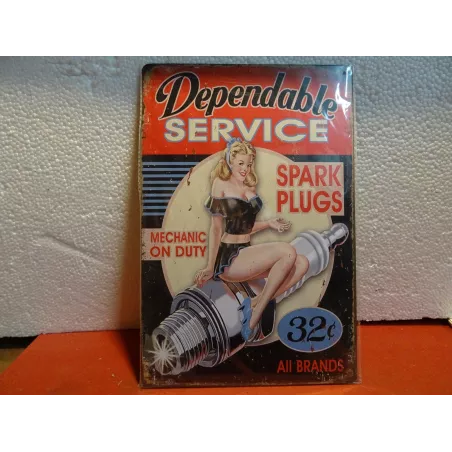 Dependable
SERVICE
SPARK
PLUGS
MECHANIC
ON DUTY
32¢
All BRANDS